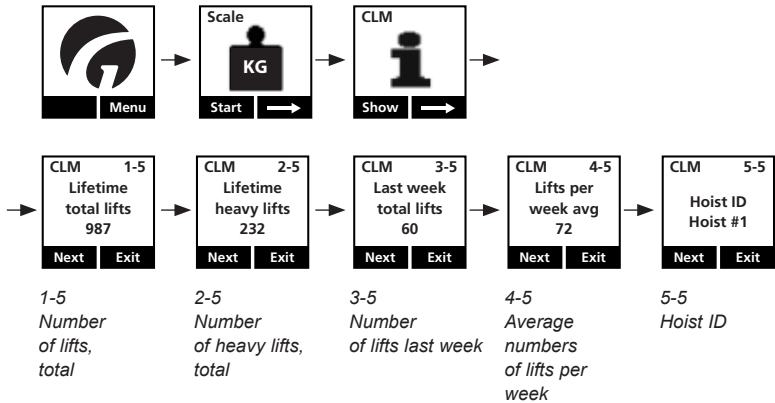 Menu
Scale
KG
Start
CLM
Show
CLM 1-5
Lifetime
total lifts
987
Next Exit
CLM 2-5
Lifetime
heavy lifts
232
Next Exit
CLM 3-5
Last week
total lifts
60
Next Exit
CLM 4-5
Lifts per
week avg
72
Next Exit
CLM 5-5
Hoist ID
Hoist #1
Next Exit
1-5
Number
of lifts,
total
2-5
Number
of heavy lifts,
total
3-5
Number
of lifts last week
4-5
Average
numbers
of lifts per
week
5-5
Hoist ID